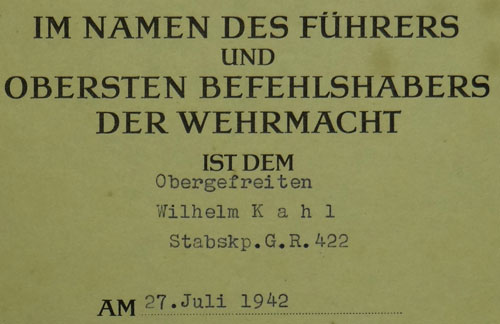 IM NAMEN DES FÜHRERS
UND
OBERSTEN BEFEHLSHABERS
DER WEHRMACHT
IST DEM
Obergefreiten
Wilhelm K a h l
Stabskp.G.R.422
AM 27.Juli 1942